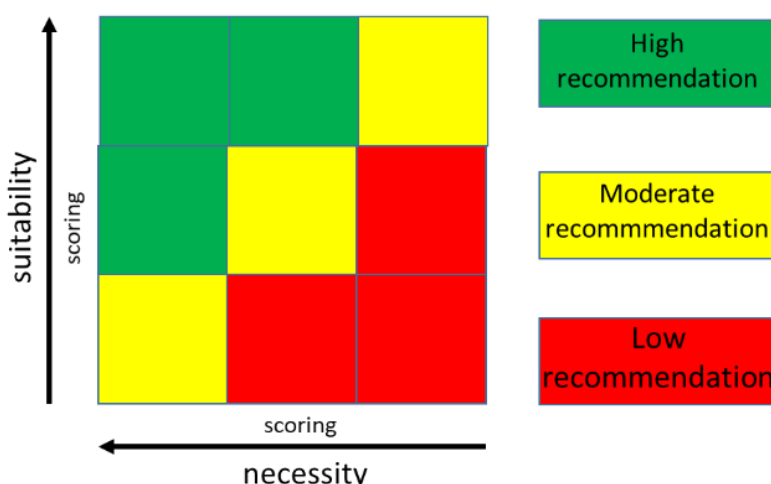 suitability
scoring
scoring
necessity
High
recommendation
Moderate
recommmendation
Low
recommendation